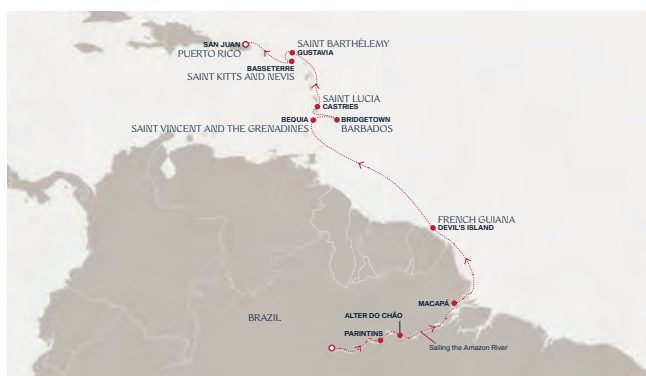 SAN JUAN
PUERTO RICO
SAINT BARTHÉLEMY
GUSTAVIA
BASSETERRE
SAINT KITTS AND NEVIS
SAINT LUCIA
CASTRIES
BEQUIA
BRIDGETOWN
SAINT VINCENT AND THE GRENADINES
BARBADOS
FRENCH GUIANA
DEVIL'S ISLAND
MACAPÁ
ALTER DO CHÃO
BRAZIL
PARINTINS
Sailing the Amazon River